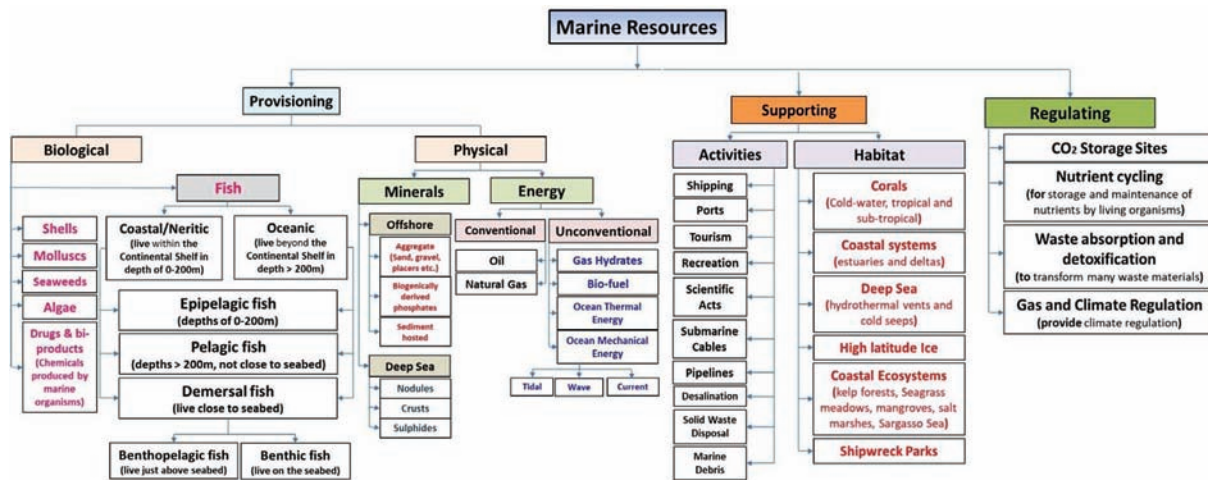 Marine Resources
Provisioning
Supporting
Regulating
Biological
Physical
Activities
Habitat
CO₂ Storage Sites
Nutrient cycling
(for storage and maintenance of
nutrients by living organisms)
Waste absorption and
detoxification
(to transform many waste materials)
Gas and Climate Regulation
(provide climate regulation)
Fish
Shells
Molluscs
Seaweeds
Algae
Drugs & bi-
products
(Chemicals
produced by
marine
organisms)
Coastal/Neritic
(live within the
Continental Shelf in
depth of 0-200m)
Oceanic
(live beyond the
Continental Shelf in
depth > 200m)
Epipelagic fish
(depths of 0-200m)
Pelagic fish
(depths > 200m, not close to seabed)
Demersal fish
(live close to seabed)
Benthopelagic fish
(live just above seabed)
Benthic fish
(live on the seabed)
Minerals
Energy
Offshore
Aggregate
(Sand, gravel,
placers etc.)
Biogenically
derived
phosphates
Sediment
hosted
Deep Sea
Nodules
Crusts
Sulphides
Conventional
Oil
Natural Gas
Unconventional
Gas Hydrates
Bio-fuel
Ocean Thermal
Energy
Ocean Mechanical
Energy
Tidal
Wave
Current
Shipping
Ports
Tourism
Recreation
Scientific
Acts
Submarine
Cables
Pipelines
Desalination
Solid Waste
Disposal
Marine
Debris
Corals
(Cold-water, tropical and
sub-tropical)
Coastal systems
(estuaries and deltas)
Deep Sea
(hydrothermal vents and
cold seeps)
High latitude Ice
Coastal Ecosystems
(kelp forests, Seagrass
meadows, mangroves, salt
marshes, Sargasso Sea)
Shipwreck Parks